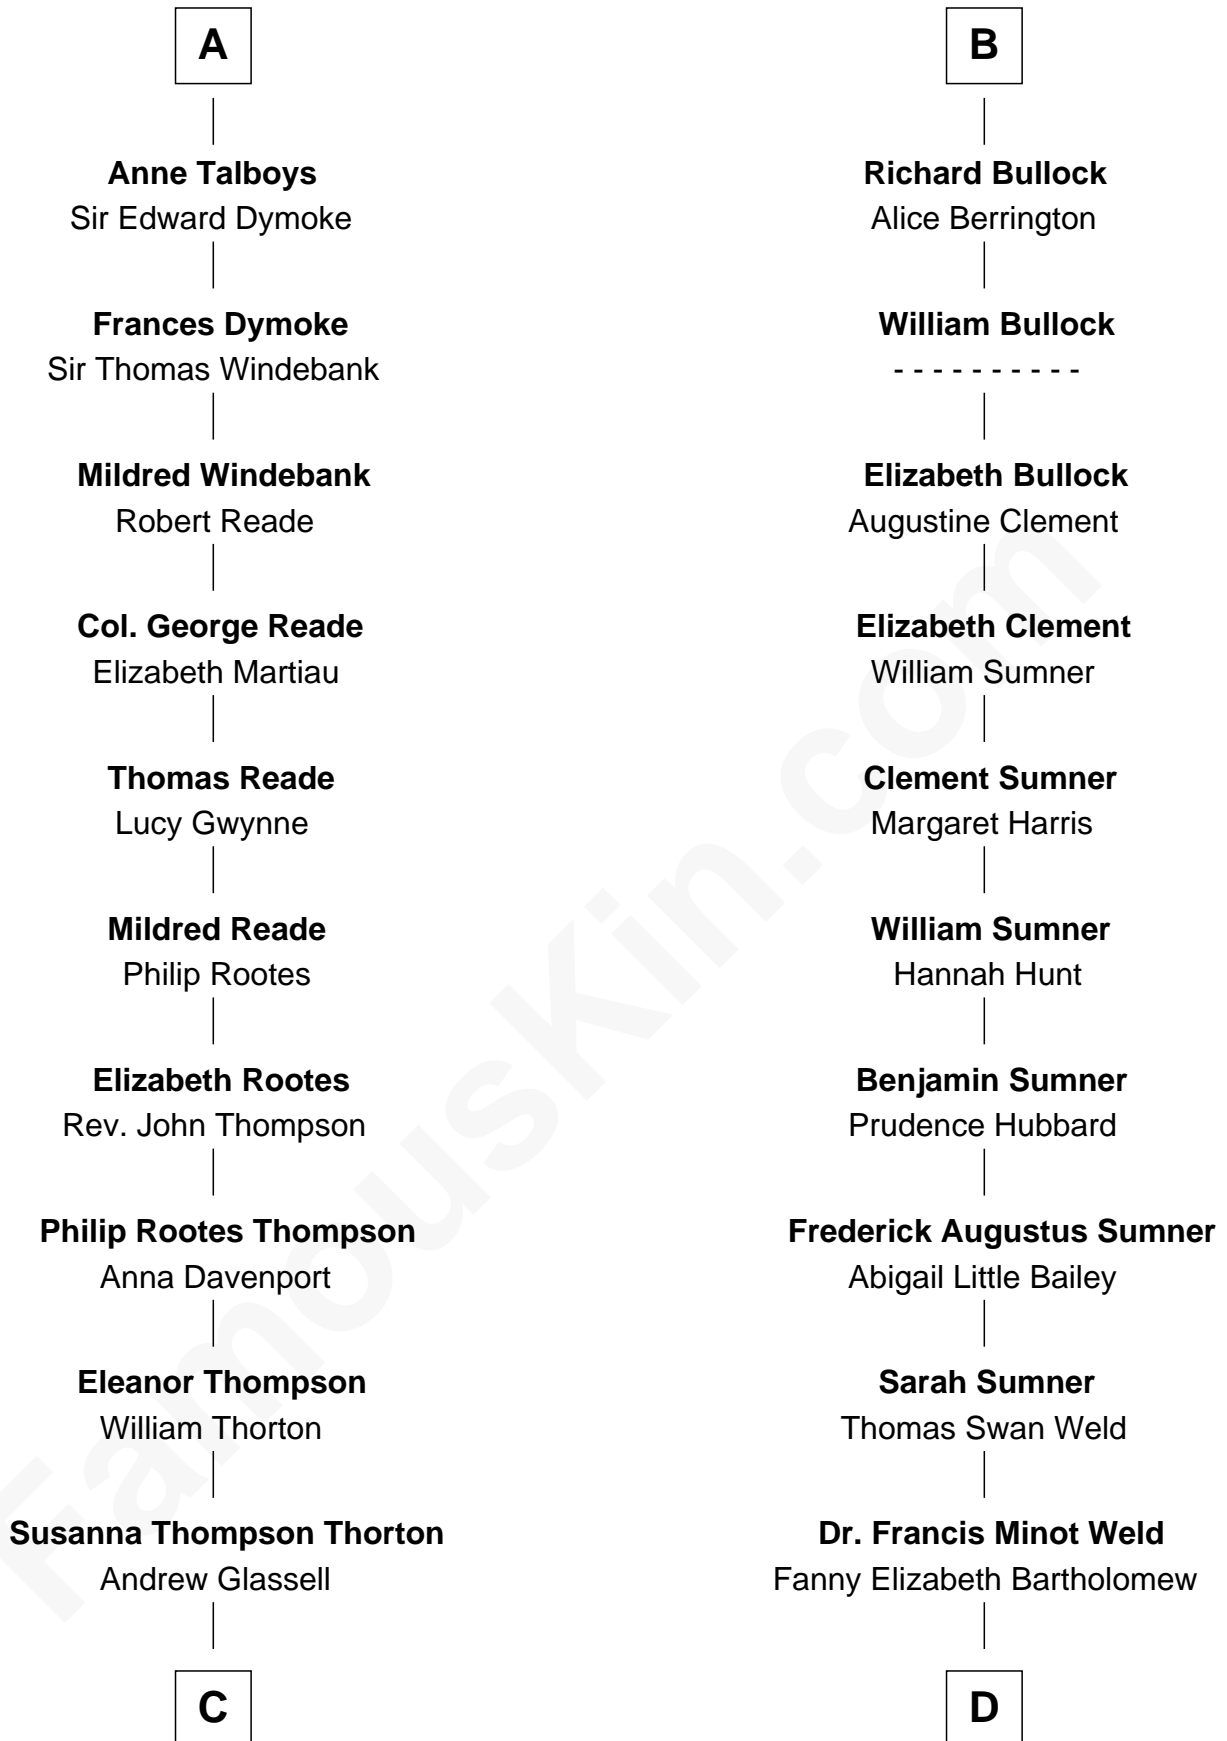 A
Anne Talboys
Sir Edward Dymoke
Frances Dymoke
Sir Thomas Windebank
Mildred Windebank
Robert Reade
Col. George Reade
Elizabeth Martiau
Thomas Reade
Lucy Gwynne
Mildred Reade
Philip Rootes
Elizabeth Rootes
Rev. John Thompson
Philip Rootes Thompson
Anna Davenport
Eleanor Thompson
William Thorton
Susanna Thompson Thorton
Andrew Glassell
C
B
Richard Bullock
Alice Berrington
William Bullock
- - - - - - - - - -
Elizabeth Bullock
Augustine Clement
Elizabeth Clement
William Sumner
Clement Sumner
Margaret Harris
William Sumner
Hannah Hunt
Benjamin Sumner
Prudence Hubbard
Frederick Augustus Sumner
Abigail Little Bailey
Sarah Sumner
Thomas Swan Weld
Dr. Francis Minot Weld
Fanny Elizabeth Bartholomew
D
FamousKin.com